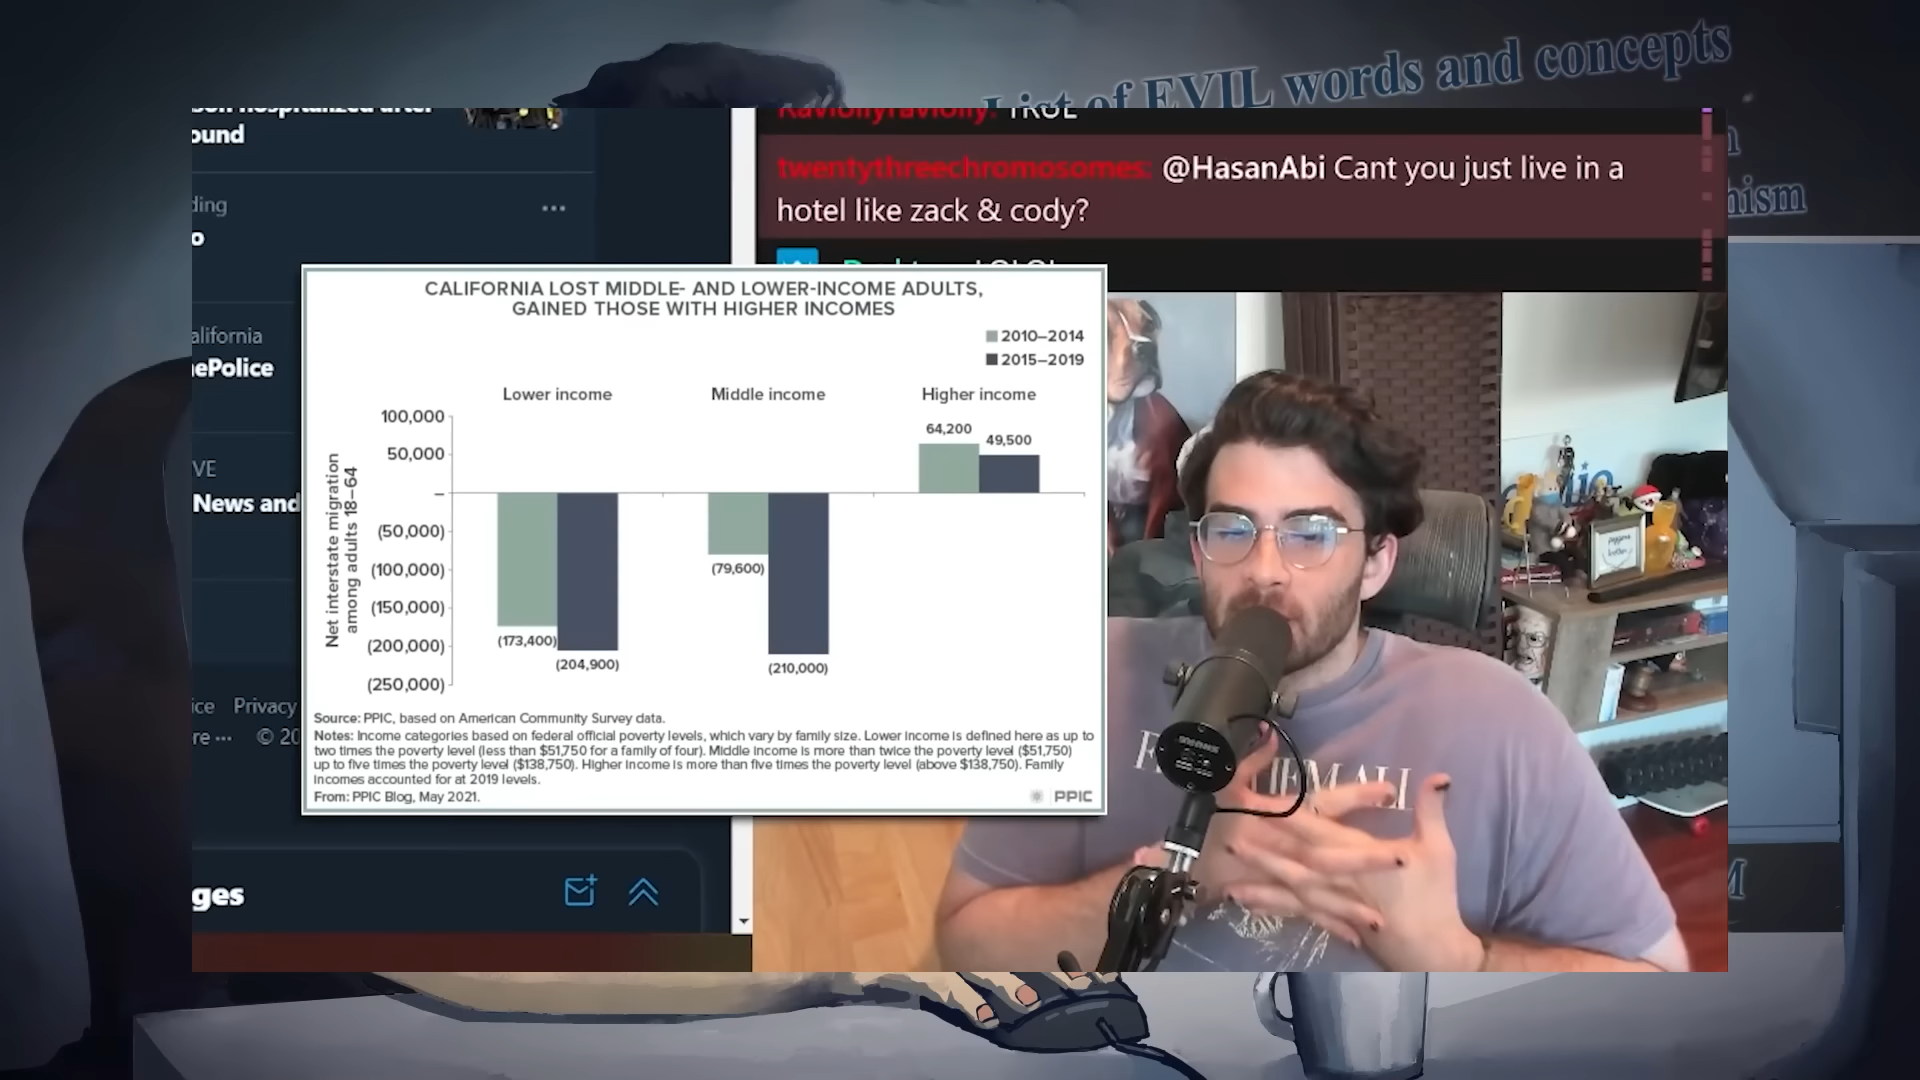 List of EVIL words and concepts
hospitalized after
ound
ding
o
alifornia
ePolice
VE
News and
ice Privacy
re ··· © 20
ges
TRUE
twentythreechromosomes: @HasanAbi Cant you just live in a
hotel like zack & cody?
nism
CALIFORNIA LOST MIDDLE- AND LOWER-INCOME ADULTS,
GAINED THOSE WITH HIGHER INCOMES
2010–2014
2015–2019
Lower income Middle income Higher income
Net interstate migration
among adults 18–64
100,000
50,000
–
(50,000)
(100,000)
(150,000)
(200,000)
(250,000)
(173,400)
(204,900)
(79,600)
(210,000)
64,200
49,500
Source: PPIC, based on American Community Survey data.
Notes: Income categories based on federal official poverty levels, which vary by family size. Lower income is defined here as up to
two times the poverty level (less than $51,750 for a family of four). Middle income is more than twice the poverty level ($51,750)
up to five times the poverty level ($138,750). Higher income is more than five times the poverty level (above $138,750). Family
incomes accounted for at 2019 levels.
From: PPIC Blog, May 2021.
PPIC